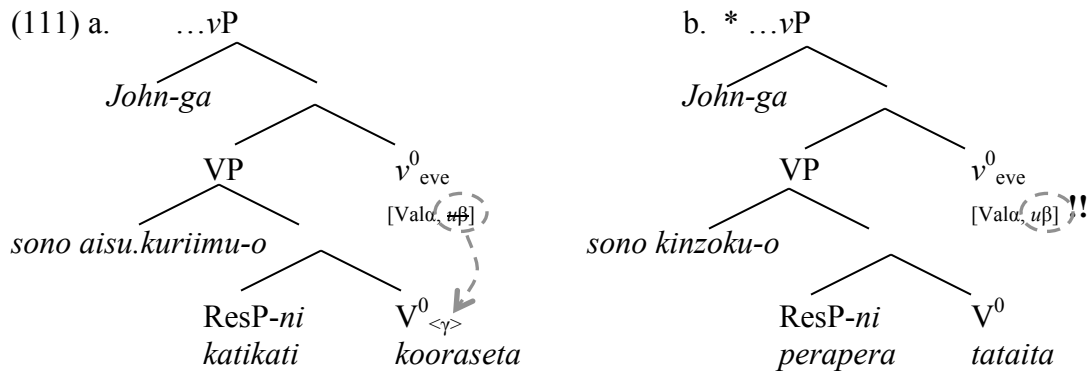 (111) a. …vP b. * …vP
John-ga John-ga
VP v⁰eve VP v⁰eve
[Valα, uβ] [Valα, uβ] !!
sono aisu.kuriimu-o sono kinzoku-o
ResP-ni V⁰<γ> ResP-ni V⁰
katikati kooraseta perapera tataita